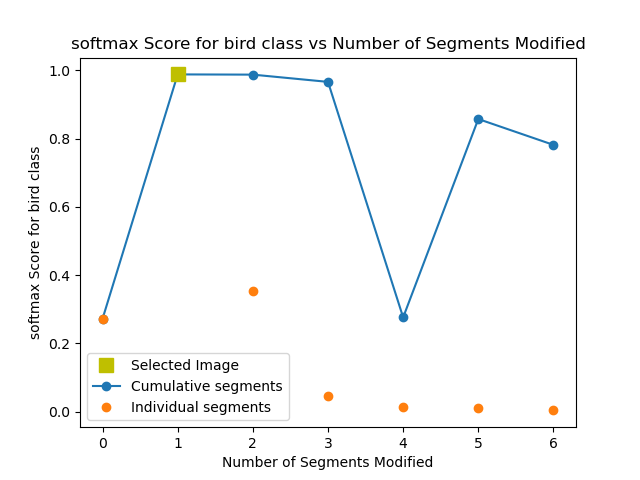 softmax Score for bird class vs Number of Segments Modified
softmax Score for bird class
1.0
0.8
0.6
0.4
0.2
0.0
Selected Image
Cumulative segments
Individual segments
0 1 2 3 4 5 6
Number of Segments Modified